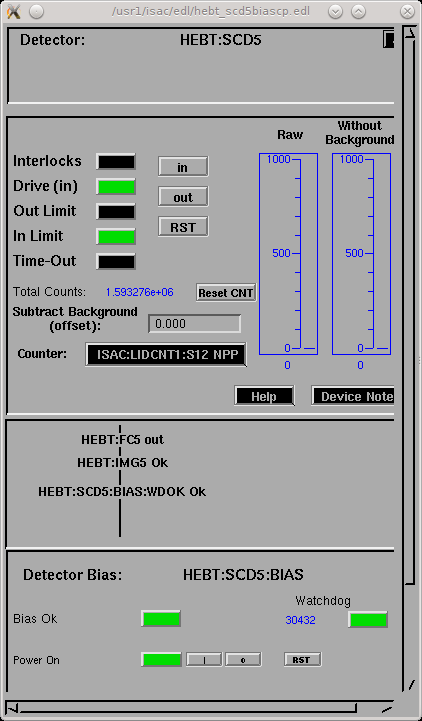 /usr1/isac/edl/hebt_scd5biascp.edl
Detector: HEBT:SCD5
Raw Without Background
Interlocks in
Drive (in)
Out Limit out
In Limit RST
Time-Out
1000 1000
500 500
0 0
Total Counts: 1.593276e+06 Reset CNT
Subtract Background (offset): 0.000
Counter: ISAC:LIDCNT1:S12 NPP
0 0
Help Device Note
HEBT:FC5 out
HEBT:IMG5 Ok
HEBT:SCD5:BIAS:WDOK Ok
Detector Bias: HEBT:SCD5:BIAS
Watchdog
Bias Ok 30432
Power On | o RST